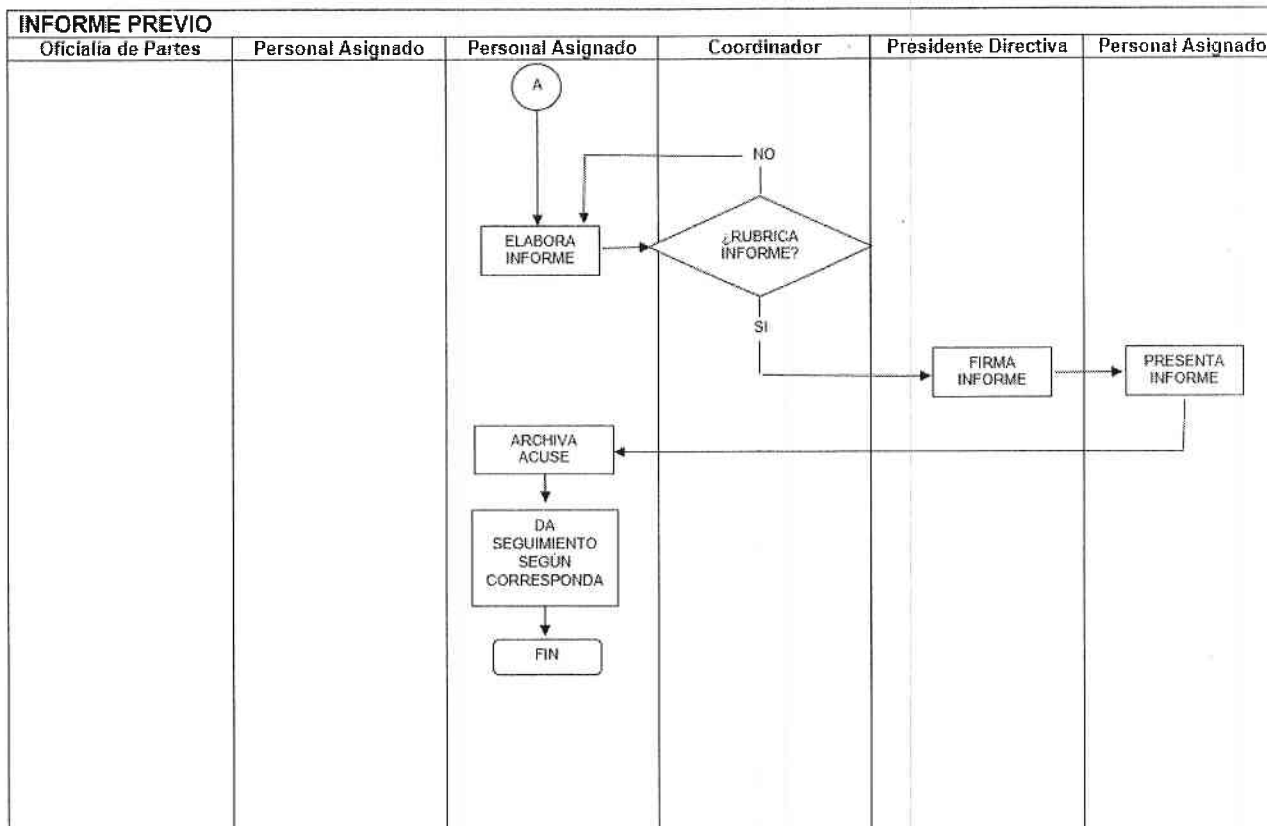 INFORME PREVIO
Oficialía de Partes
Personal Asignado
Personal Asignado
Coordinador
Presidente Directiva
Personal Asignado
A
NO
ELABORA
INFORME
¿RUBRICA
INFORME?
SI
FIRMA
INFORME
PRESENTA
INFORME
ARCHIVA
ACUSE
DA
SEGUIMIENTO
SEGÚN
CORRESPONDA
FIN